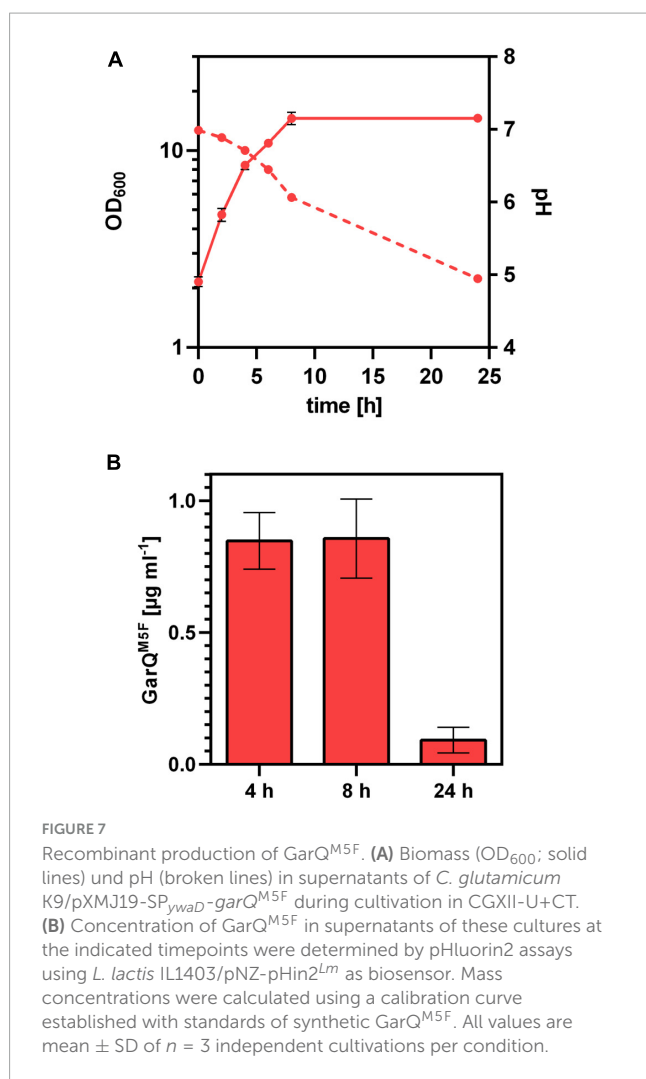 A
OD600
10
1
8
7
6
5
4
pH
0 5 10 15 20 25
time [h]
B
GarQM5F [µg ml-1]
1.0
0.5
0.0
4 h 8 h 24 h
FIGURE 7
Recombinant production of GarQM5F. (A) Biomass (OD600; solid
lines) und pH (broken lines) in supernatants of C. glutamicum
K9/pXMJ19-SPywaD-garQM5F during cultivation in CGXII-U+CT.
(B) Concentration of GarQM5F in supernatants of these cultures at
the indicated timepoints were determined by pHluorin2 assays
using L. lactis IL1403/pNZ-pHin2Lm as biosensor. Mass
concentrations were calculated using a calibration curve
established with standards of synthetic GarQM5F. All values are
mean ± SD of n = 3 independent cultivations per condition.